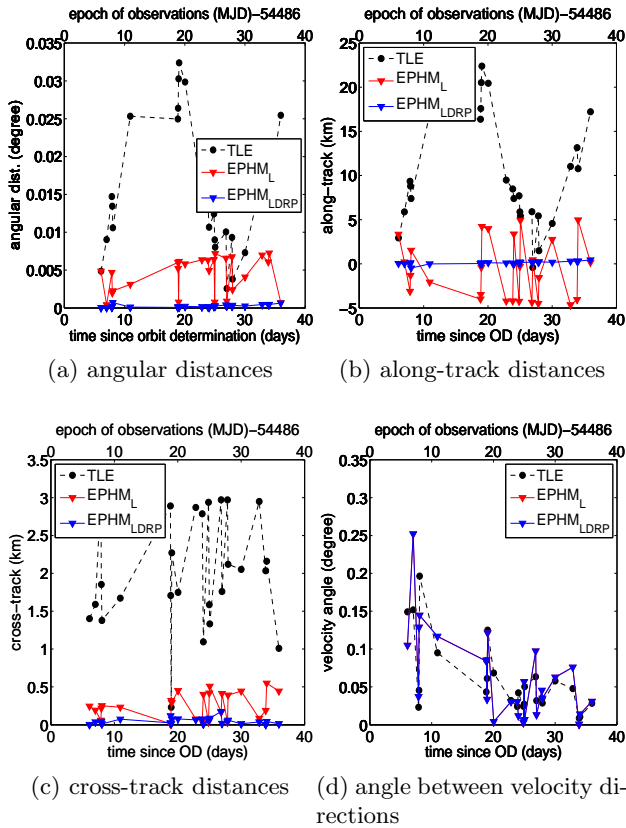 epoch of observations (MJD)−54486
0 10 20 30 40
0.035
0.03
0.025
0.02
0.015
0.01
0.005
0
angular dist. (degree)
TLE
EPHM_L
EPHM_LDRP
0 10 20 30 40
time since orbit determination (days)
(a) angular distances
epoch of observations (MJD)−54486
0 10 20 30 40
25
20
15
10
5
0
−5
along−track (km)
TLE
EPHM_L
EPHM_LDRP
0 10 20 30 40
time since OD (days)
(b) along-track distances
epoch of observations (MJD)−54486
0 10 20 30 40
3.5
3
2.5
2
1.5
1
0.5
0
cross−track (km)
TLE
EPHM_L
EPHM_LDRP
0 10 20 30 40
time since OD (days)
(c) cross-track distances
epoch of observations (MJD)−54486
0 10 20 30 40
0.35
0.3
0.25
0.2
0.15
0.1
0.05
0
velocity angle (degree)
TLE
EPHM_L
EPHM_LDRP
0 10 20 30 40
time since OD (days)
(d) angle between velocity di-
rections